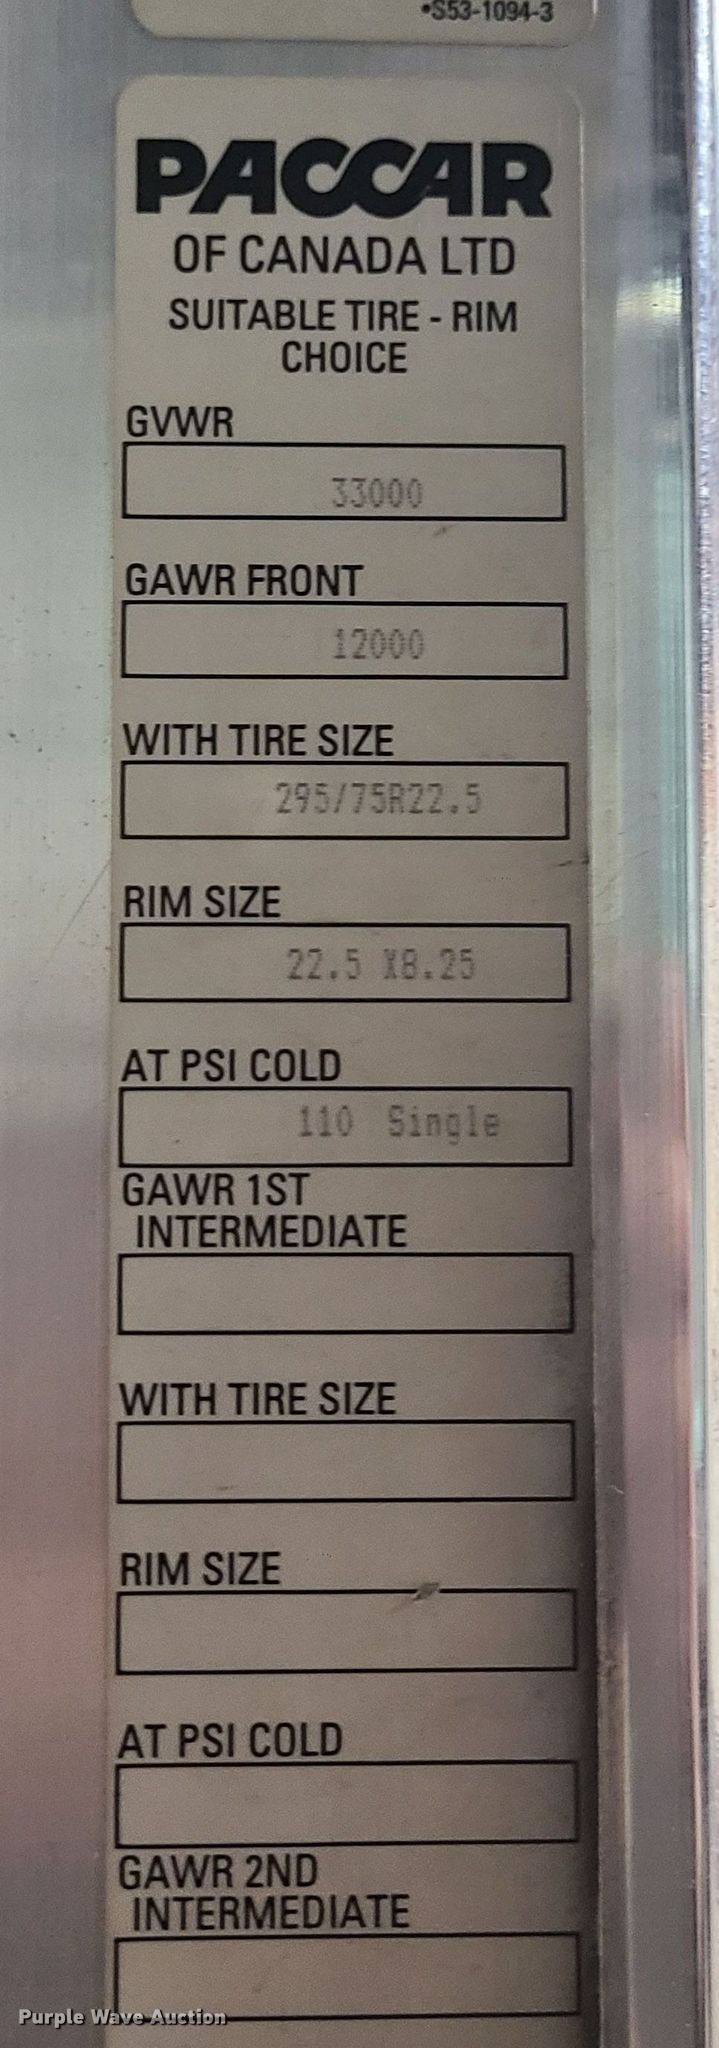 •S53-1094-3
PACCAR
OF CANADA LTD
SUITABLE TIRE - RIM
CHOICE
GVWR
33000
GAWR FRONT
12000
WITH TIRE SIZE
295/75R22.5
RIM SIZE
22.5 X8.25
AT PSI COLD
110 Single
GAWR 1ST
INTERMEDIATE
WITH TIRE SIZE
RIM SIZE
AT PSI COLD
GAWR 2ND
INTERMEDIATE
Purple Wave Auction